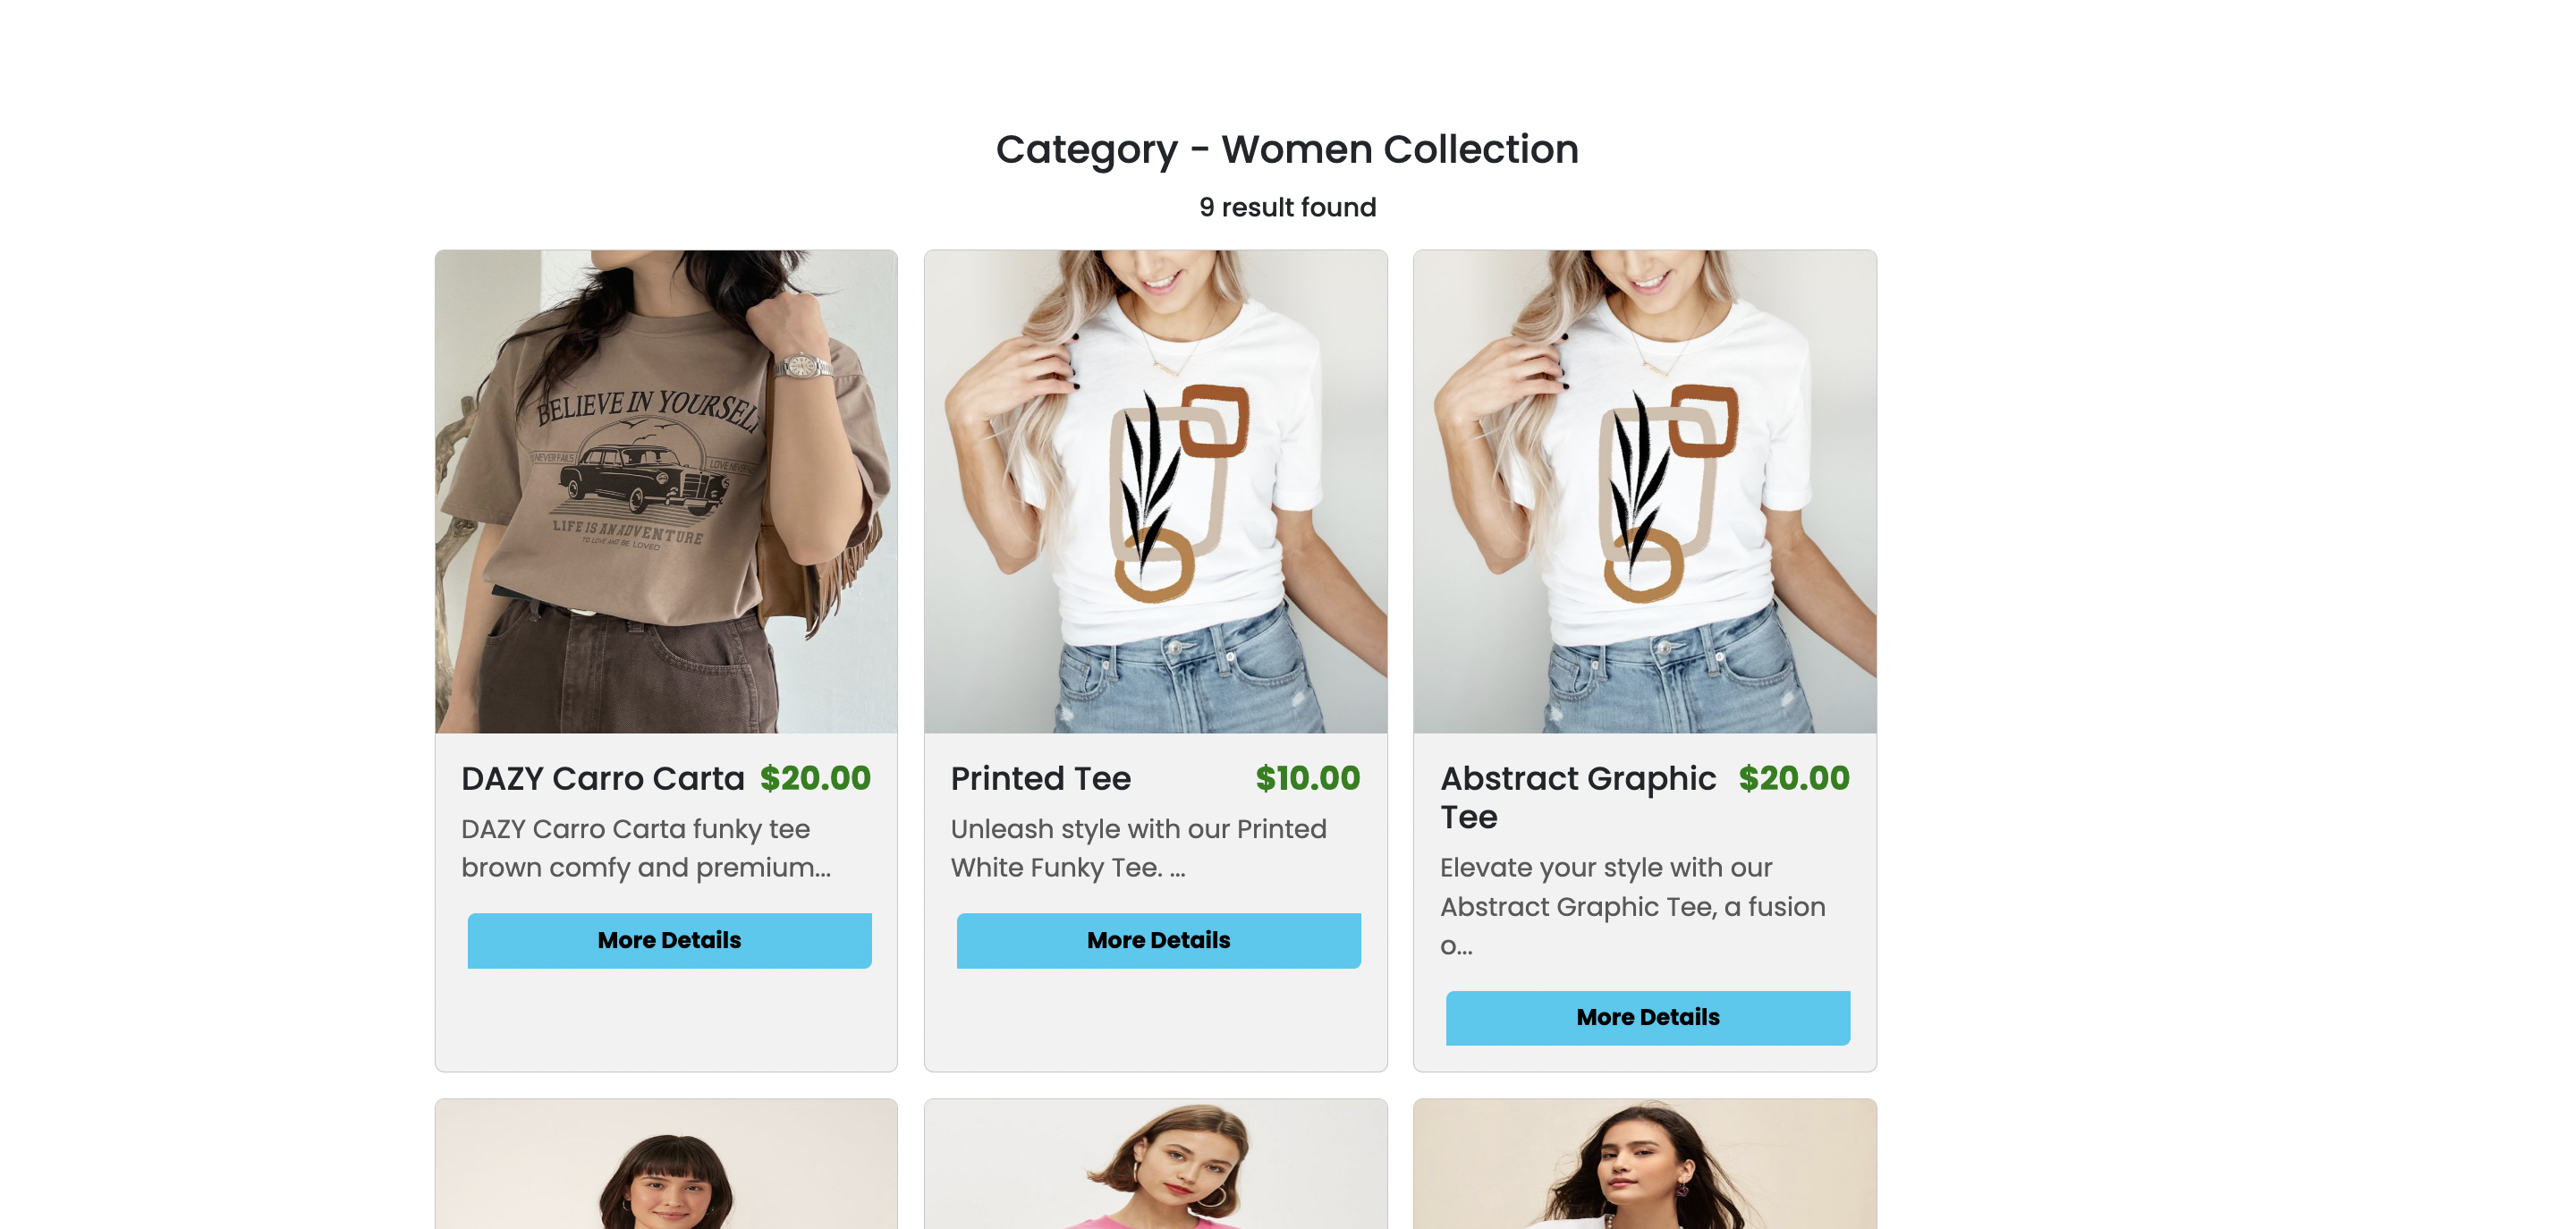 Category - Women Collection
9 result found
BELIEVE IN YOURSELF
NEVER FAILS
LOVE NEVER
LIFE IS AN ADVENTURE
TO LOVE AND BE LOVED
DAZY Carro Carta $20.00
DAZY Carro Carta funky tee
brown comfy and premium...
More Details
Printed Tee $10.00
Unleash style with our Printed
White Funky Tee. ...
More Details
Abstract Graphic $20.00
Tee
Elevate your style with our
Abstract Graphic Tee, a fusion
o...
More Details